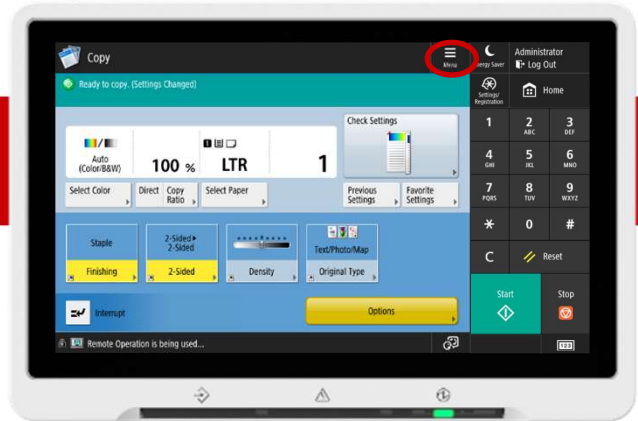 Copy
Menu
Energy Saver
Administrator
Log Out
Ready to copy. (Settings Changed)
Settings/
Registration
Home
Check Settings
Auto
(Color/B&W)
100 %
LTR
1
Select Color
Direct
Copy
Ratio
Select Paper
Previous
Settings
Favorite
Settings
Staple
2-Sided
2-Sided
Text/Photo/Map
Finishing
2-Sided
Density
Original Type
Interrupt
Options
Remote Operation is being used...
1
2
ABC
3
DEF
4
GHI
5
JKL
6
MNO
7
PQRS
8
TUV
9
WXYZ
*
0
#
C
Reset
Start
Stop
123